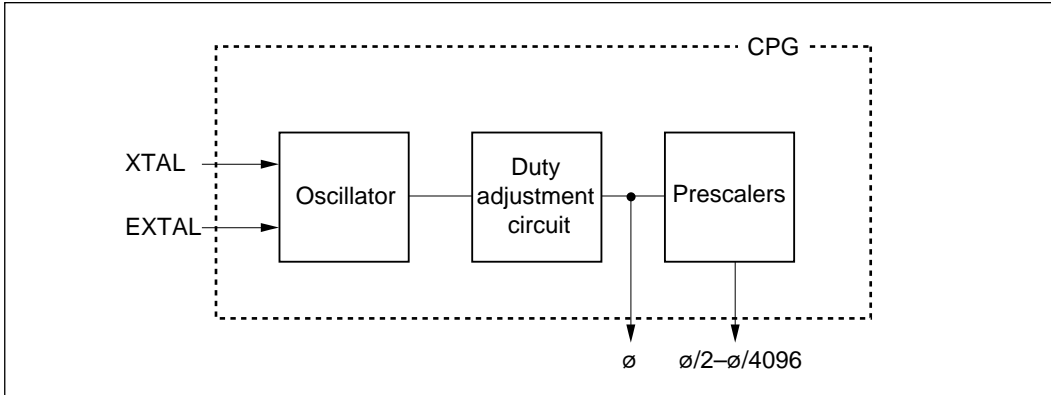 CPG
XTAL
EXTAL
Oscillator
Duty
adjustment
circuit
Prescalers
ø
ø/2–ø/4096